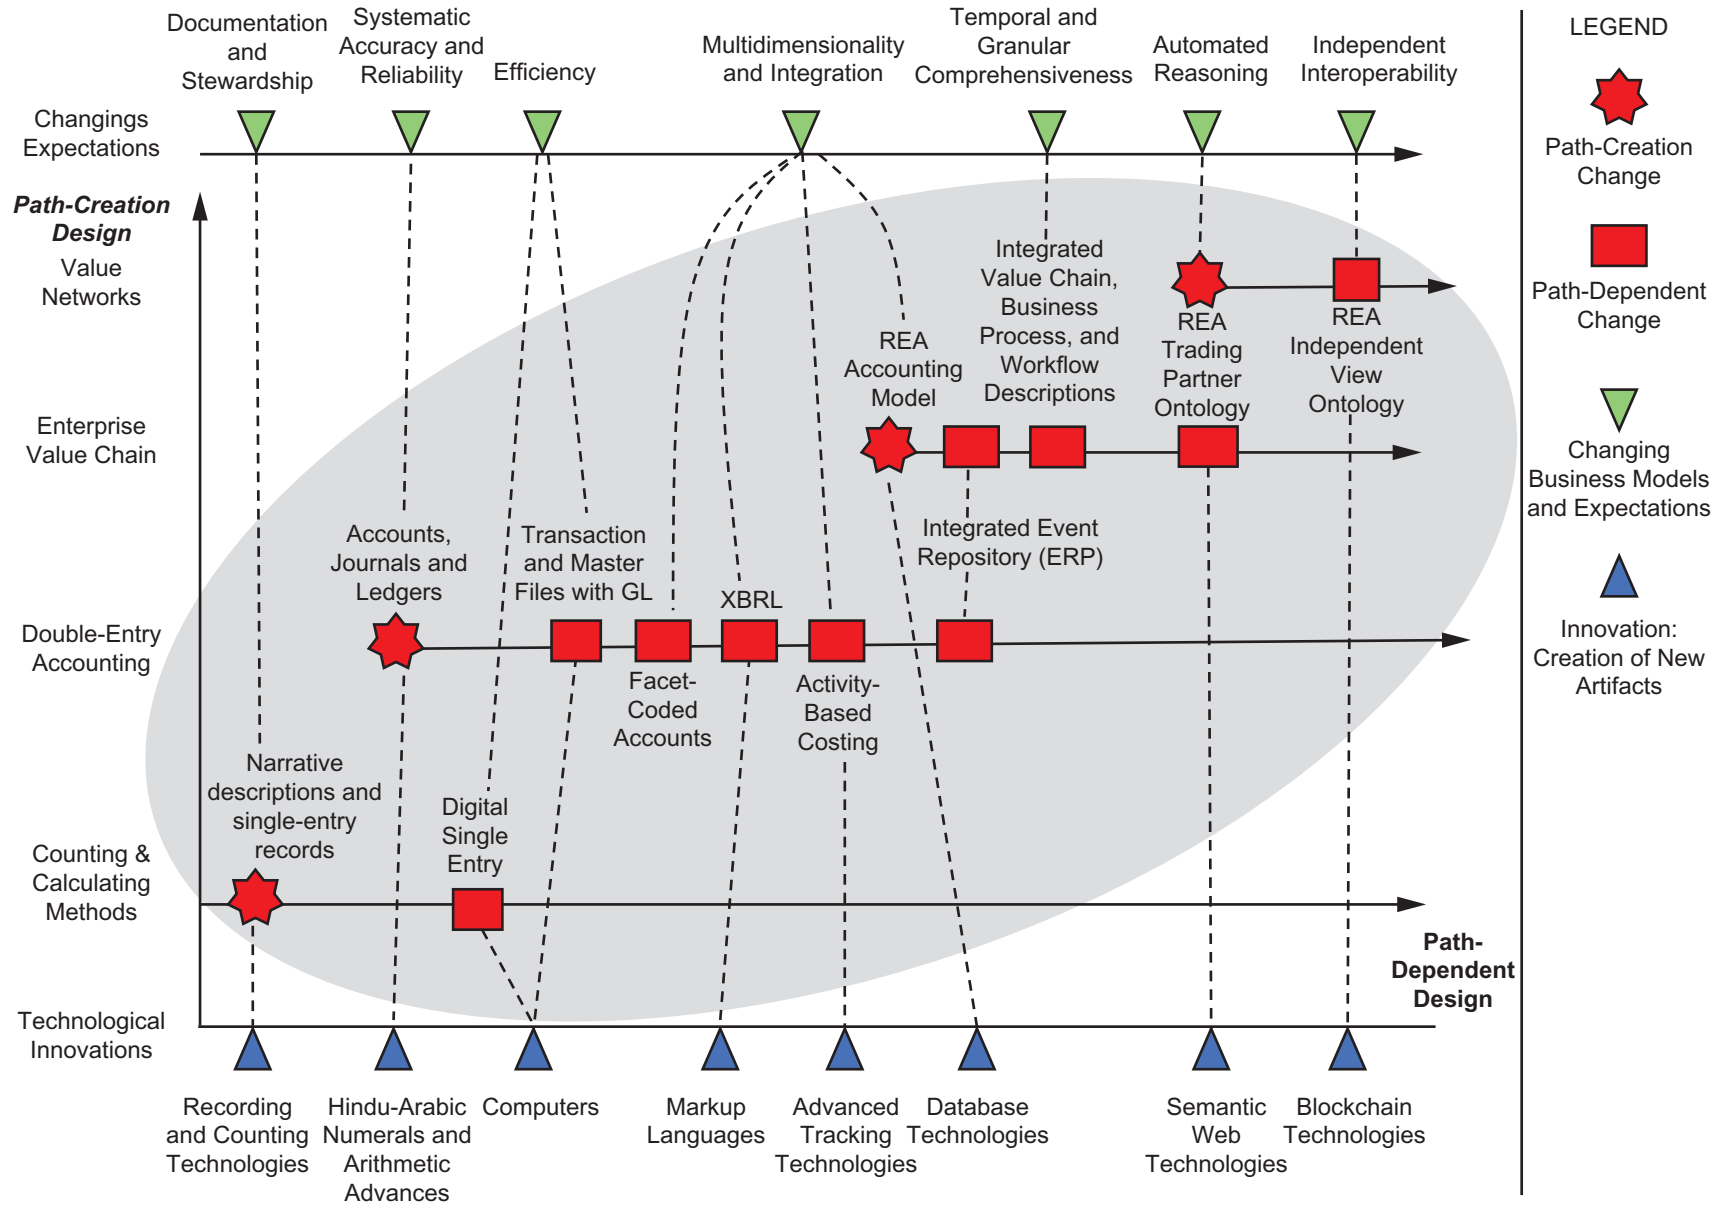 Documentation
and
Stewardship
Systematic
Accuracy and
Reliability
Efficiency
Multidimensionality
and Integration
Temporal and
Granular
Comprehensiveness
Automated
Reasoning
Independent
Interoperability
Changings
Expectations
Path-Creation
Design
Value
Networks
Integrated
Value Chain,
Business
Process, and
Workflow
Descriptions
REA
Trading
Partner
Ontology
REA
Independent
View
Ontology
REA
Accounting
Model
Enterprise
Value Chain
Integrated Event
Repository (ERP)
Accounts,
Journals and
Ledgers
Transaction
and Master
Files with GL
XBRL
Double-Entry
Accounting
Facet-
Coded
Accounts
Activity-
Based
Costing
Narrative
descriptions and
single-entry
records
Digital
Single
Entry
Counting &
Calculating
Methods
Path-
Dependent
Design
Technological
Innovations
Recording
and Counting
Technologies
Hindu-Arabic
Numerals and
Arithmetic
Advances
Computers
Markup
Languages
Advanced
Tracking
Technologies
Database
Technologies
Semantic
Web
Technologies
Blockchain
Technologies
LEGEND
Path-Creation
Change
Path-Dependent
Change
Changing
Business Models
and Expectations
Innovation:
Creation of New
Artifacts